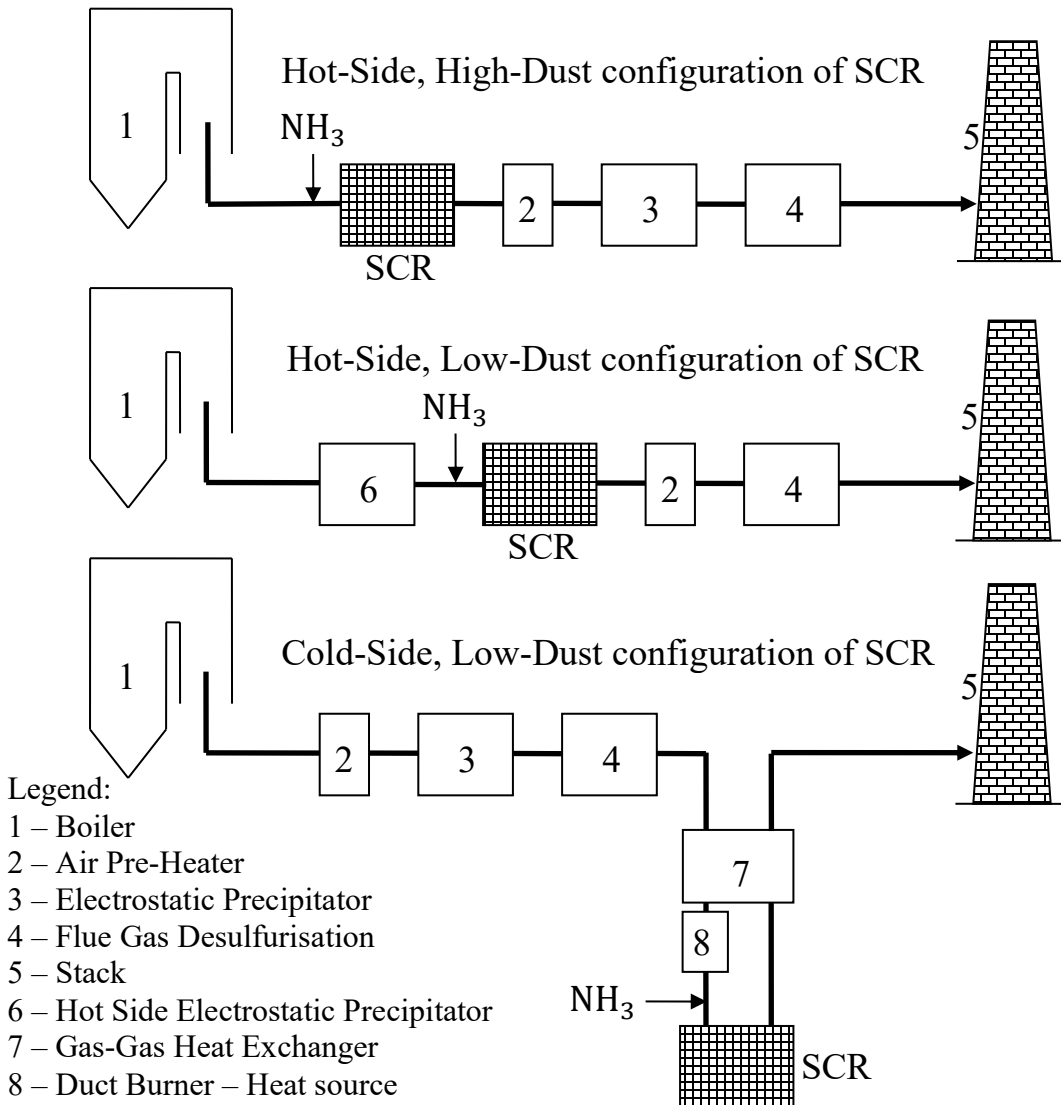 Hot-Side, High-Dust configuration of SCR
1
NH₃
5
2
3
4
SCR
Hot-Side, Low-Dust configuration of SCR
1
NH₃
5
6
2
4
SCR
Cold-Side, Low-Dust configuration of SCR
1
5
2
3
4
Legend:
1 – Boiler
2 – Air Pre-Heater
3 – Electrostatic Precipitator
4 – Flue Gas Desulfurisation
5 – Stack
6 – Hot Side Electrostatic Precipitator
7 – Gas-Gas Heat Exchanger
8 – Duct Burner – Heat source
7
8
NH₃
SCR